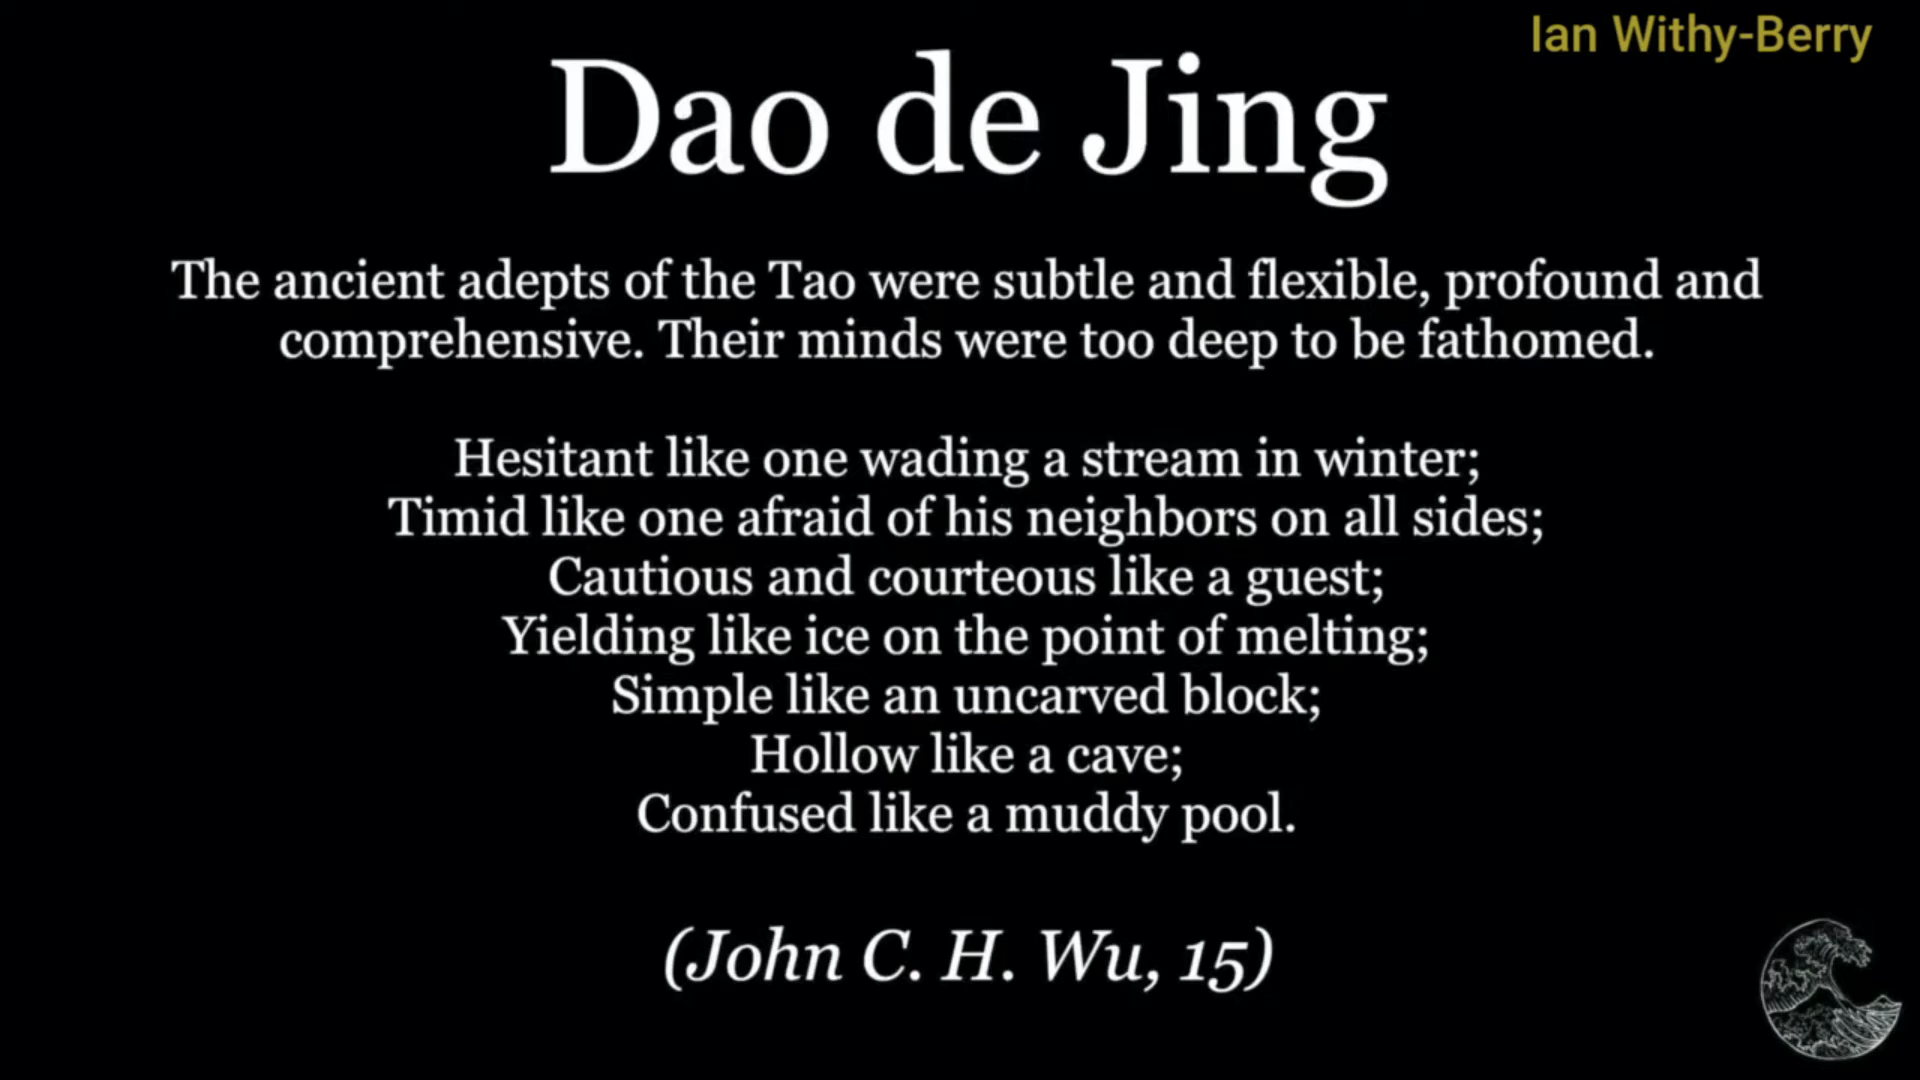 Ian Withy-Berry
Dao de Jing
The ancient adepts of the Tao were subtle and flexible, profound and
comprehensive. Their minds were too deep to be fathomed.
Hesitant like one wading a stream in winter;
Timid like one afraid of his neighbors on all sides;
Cautious and courteous like a guest;
Yielding like ice on the point of melting;
Simple like an uncarved block;
Hollow like a cave;
Confused like a muddy pool.
(John C. H. Wu, 15)